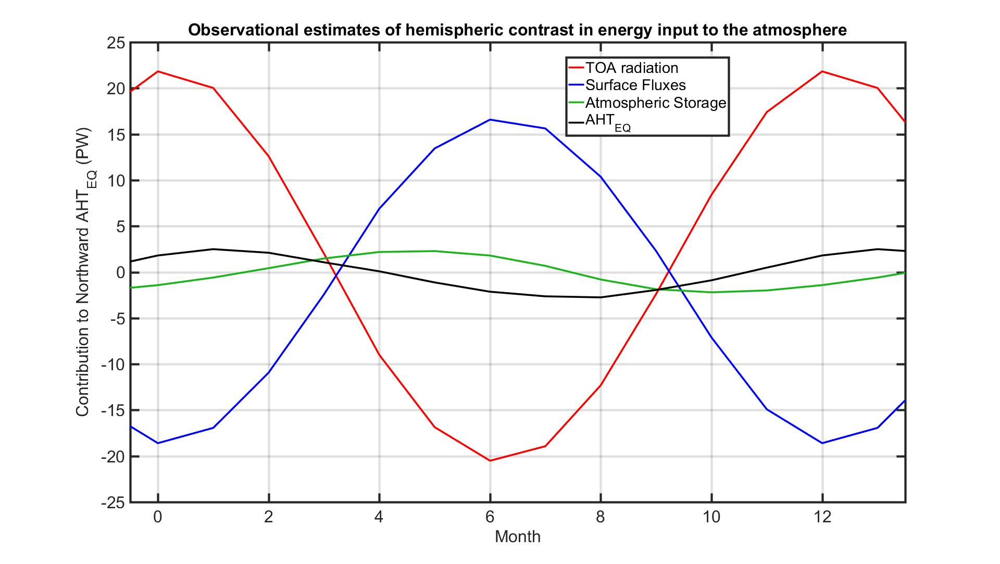 Observational estimates of hemispheric contrast in energy input to the atmosphere
Contribution to Northward AHT_EQ (PW)
25
20
15
10
5
0
-5
-10
-15
-20
-25
TOA radiation
Surface Fluxes
Atmospheric Storage
AHT_EQ
0 2 4 6 8 10 12
Month